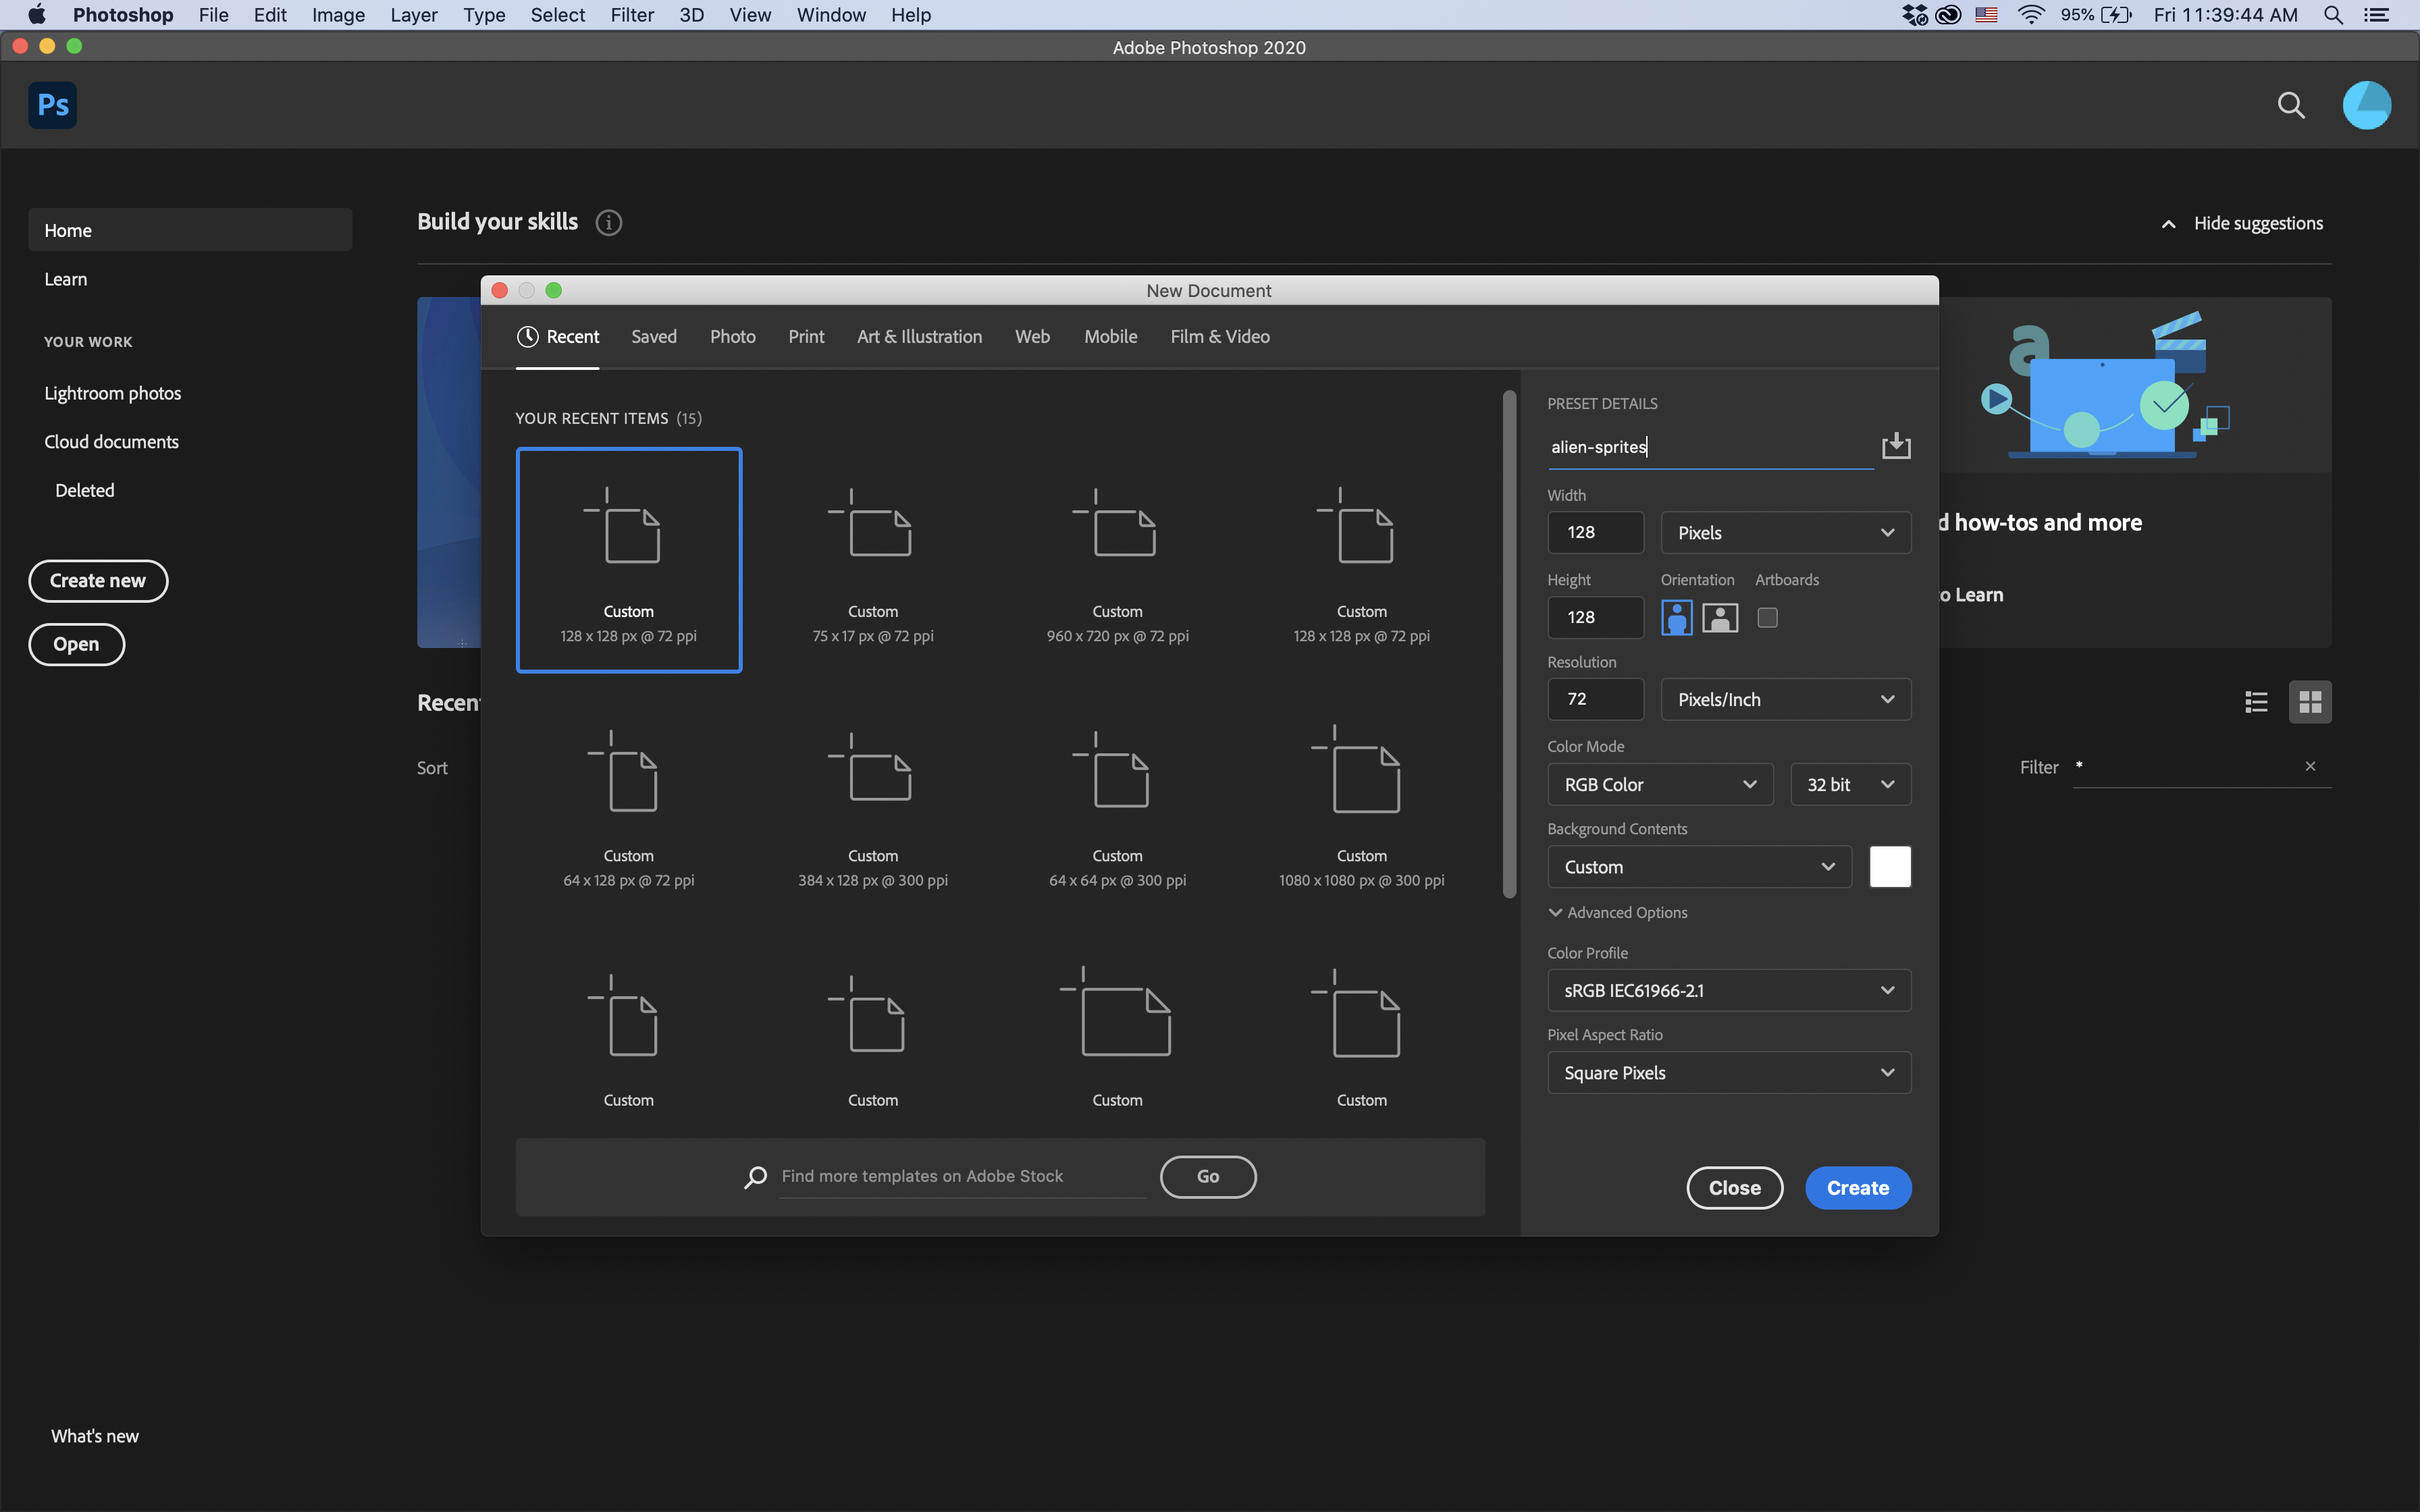 Photoshop File Edit Image Layer Type Select Filter 3D View Window Help 95% Fri 11:39:44 AM
Adobe Photoshop 2020
Ps
Home
Learn
YOUR WORK
Lightroom photos
Cloud documents
Deleted
Create new
Open
What's new
Build your skills
Hide suggestions
Recen
Sort
New Document
Recent Saved Photo Print Art & Illustration Web Mobile Film & Video
YOUR RECENT ITEMS (15)
Custom Custom Custom Custom
128 x 128 px @ 72 ppi 75 x 17 px @ 72 ppi 960 x 720 px @ 72 ppi 128 x 128 px @ 72 ppi
Custom Custom Custom Custom
64 x 128 px @ 72 ppi 384 x 128 px @ 300 ppi 64 x 64 px @ 300 ppi 1080 x 1080 px @ 300 ppi
Custom Custom Custom Custom
Find more templates on Adobe Stock Go
PRESET DETAILS
alien-sprites
Width
128 Pixels
Height Orientation Artboards
128
Resolution
72 Pixels/Inch
Color Mode
RGB Color 32 bit
Background Contents
Custom
Advanced Options
Color Profile
sRGB IEC61966-2.1
Pixel Aspect Ratio
Square Pixels
Close Create
a
d how-tos and more
o Learn
Filter *